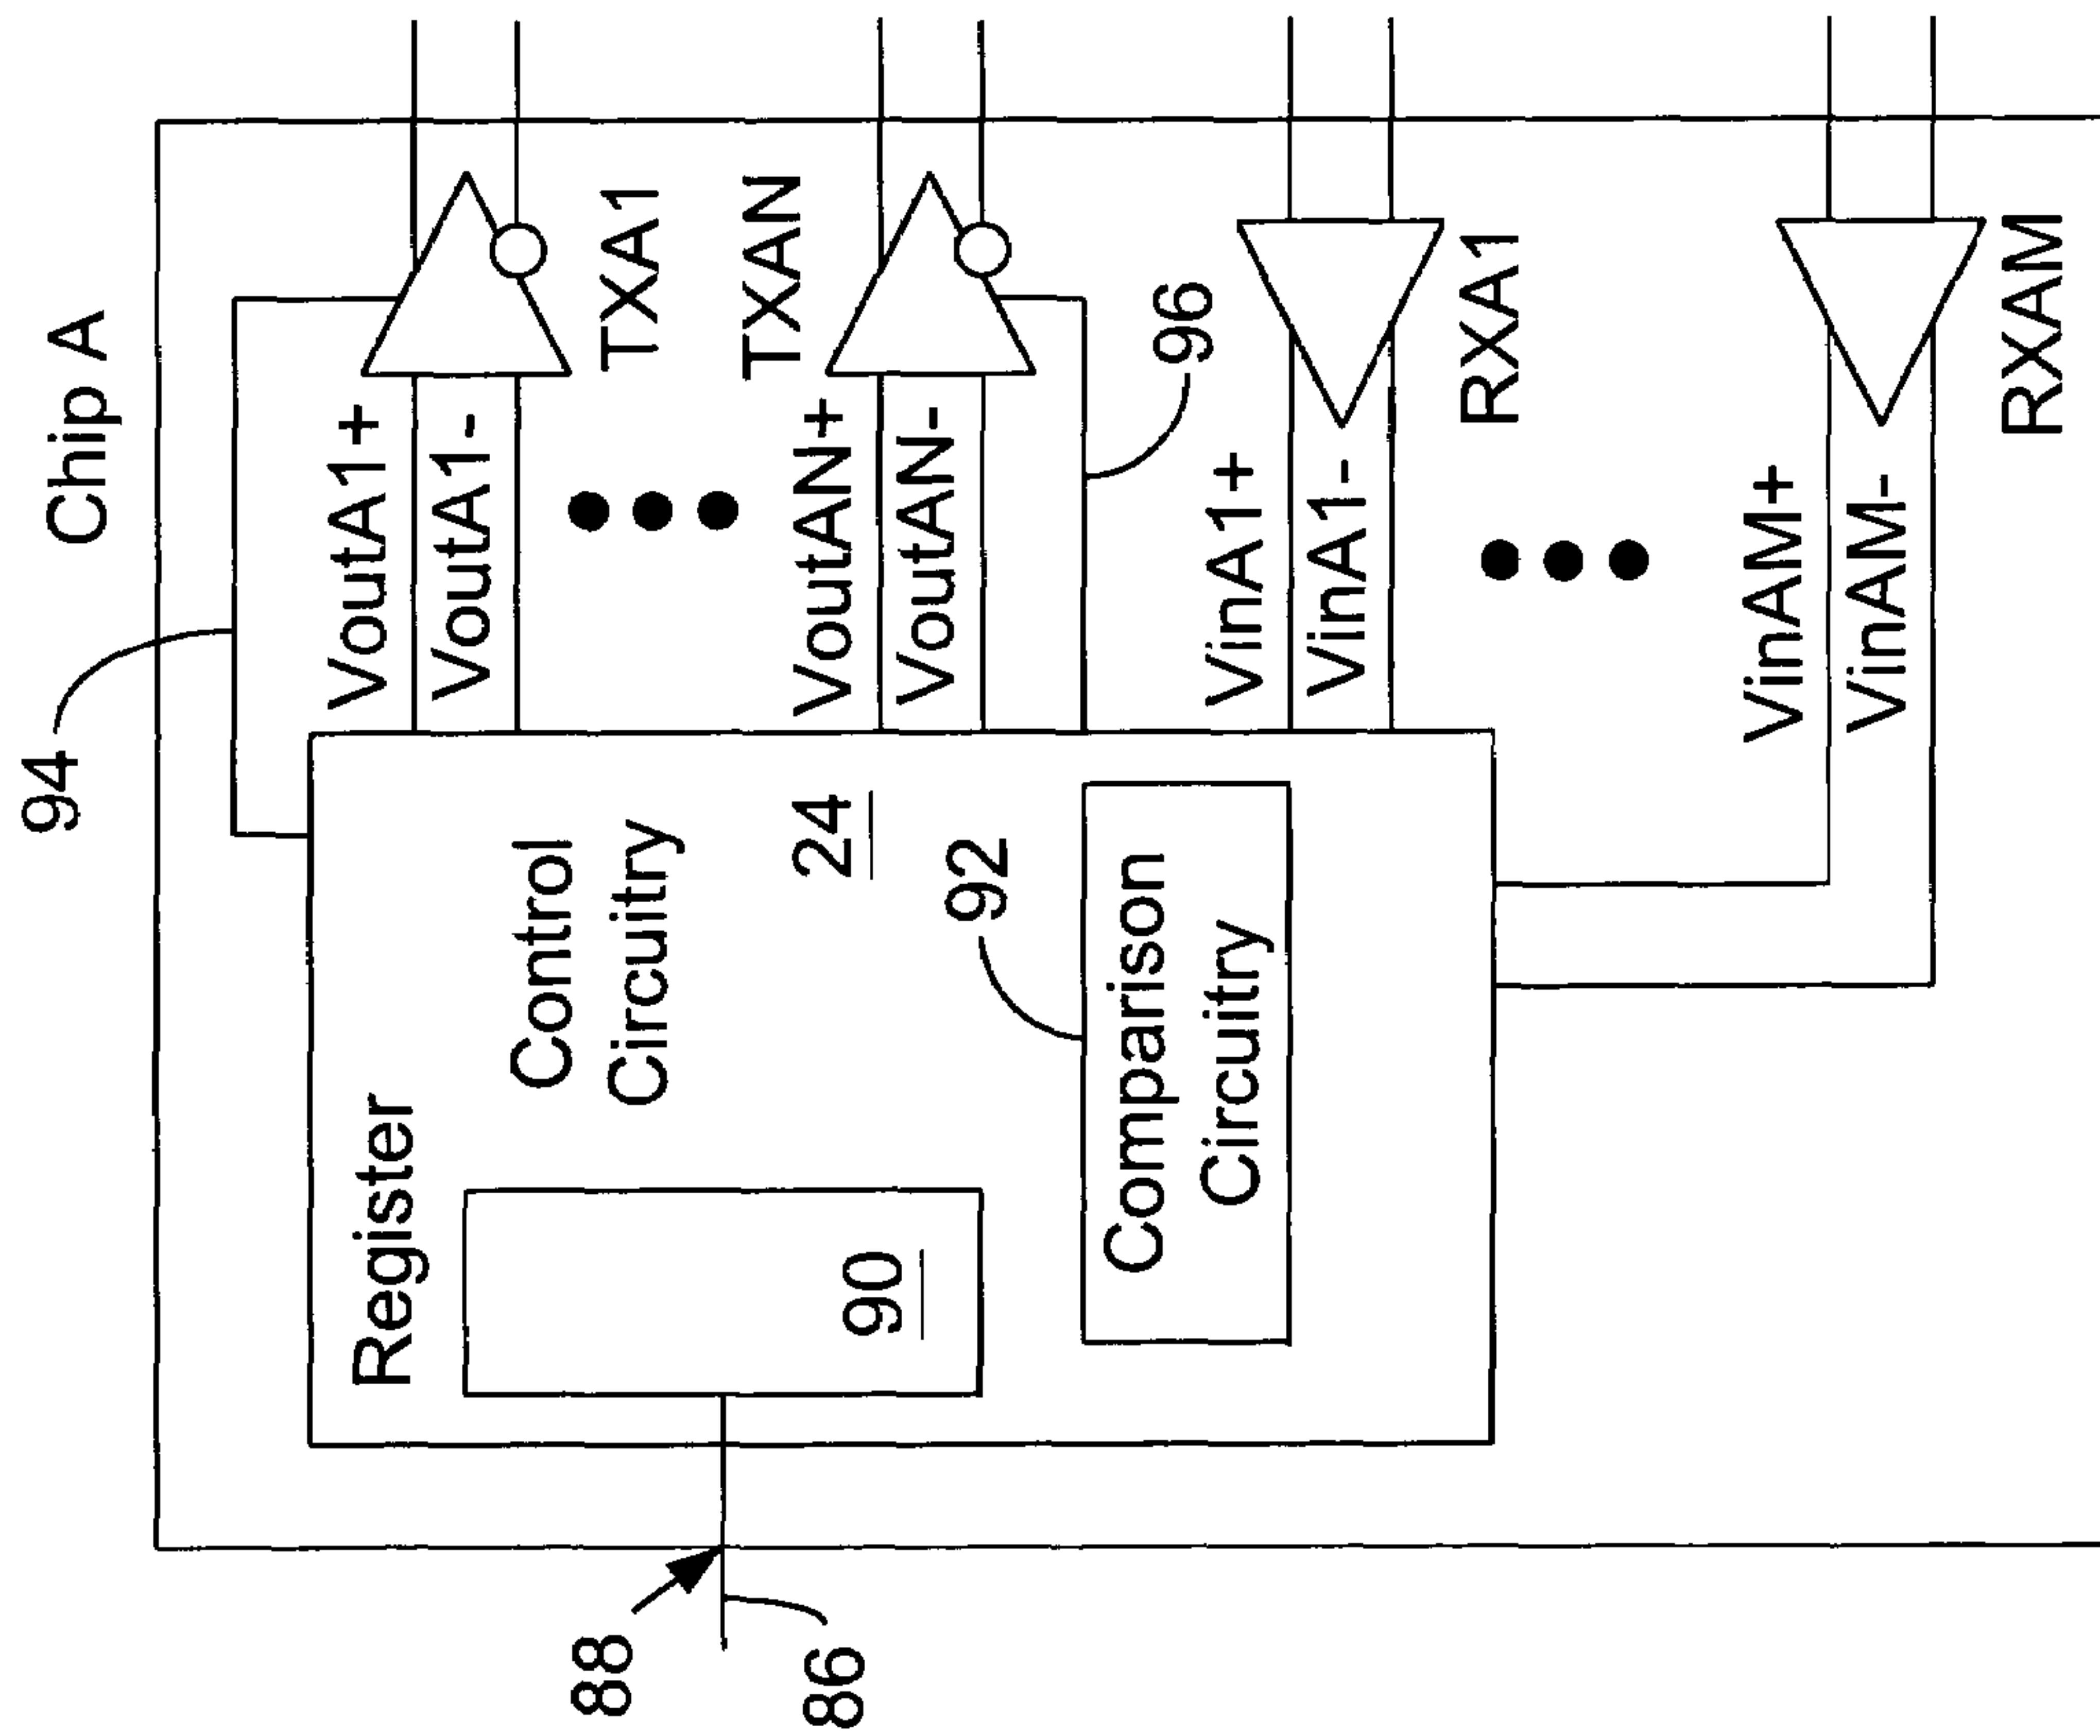 Chip A
94
VoutA1+
VoutA1-
TXA1
TXAN
VoutAN+
VoutAN-
96
VinA1+
VinA1-
RXA1
VinAM+
VinAM-
RXAM
Register
Control
Circuitry
24
90
92
Comparison
Circuitry
88
86